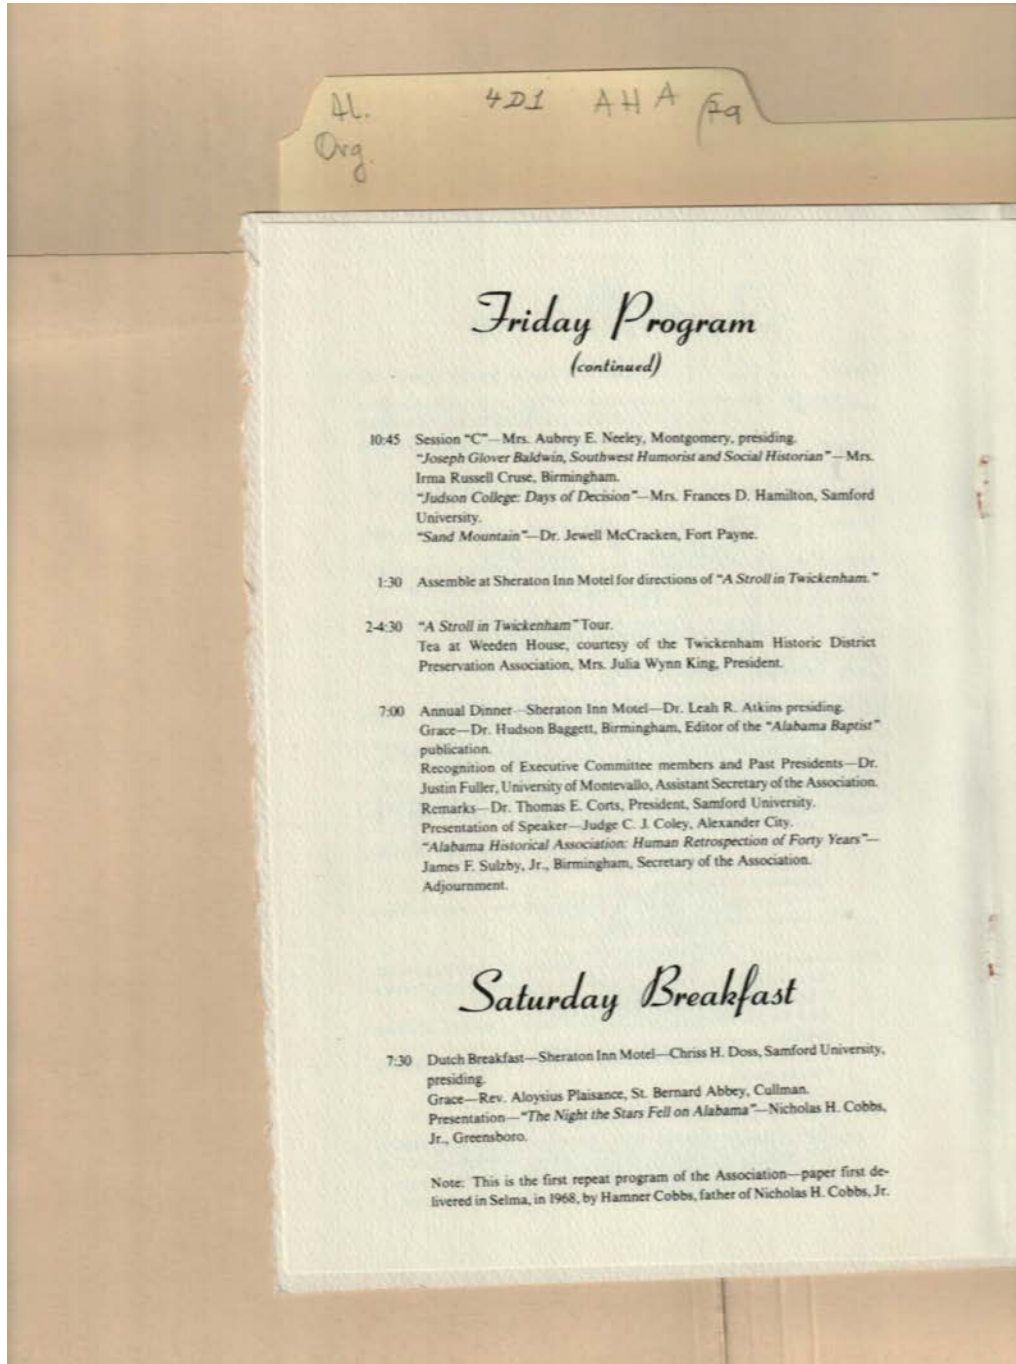 Al. 4D1 AHA
Org.
Friday Program
(continued)
10:45 Session "C"—Mrs. Aubrey E. Neeley, Montgomery, presiding.
"Joseph Glover Baldwin, Southwest Humorist and Social Historian"—Mrs.
Irma Russell Cruse, Birmingham.
"Judson College: Days of Decision"—Mrs. Frances D. Hamilton, Samford
University.
"Sand Mountain"—Dr. Jewell McCracken, Fort Payne.
1:30 Assemble at Sheraton Inn Motel for directions of "A Stroll in Twickenham."
2-4:30 "A Stroll in Twickenham" Tour.
Tea at Weeden House, courtesy of the Twickenham Historic District
Preservation Association, Mrs. Julia Wynn King, President.
7:00 Annual Dinner—Sheraton Inn Motel—Dr. Leah R. Atkins presiding.
Grace—Dr. Hudson Baggett, Birmingham, Editor of the "Alabama Baptist"
publication.
Recognition of Executive Committee members and Past Presidents—Dr.
Justin Fuller, University of Montevallo, Assistant Secretary of the Association.
Remarks—Dr. Thomas E. Corts, President, Samford University.
Presentation of Speaker—Judge C. J. Coley, Alexander City.
"Alabama Historical Association: Human Retrospection of Forty Years"—
James F. Sulzby, Jr., Birmingham, Secretary of the Association.
Adjournment.
Saturday Breakfast
7:30 Dutch Breakfast—Sheraton Inn Motel—Chriss H. Doss, Samford University,
presiding.
Grace—Rev. Aloysius Plaisance, St. Bernard Abbey, Cullman.
Presentation—"The Night the Stars Fell on Alabama"—Nicholas H. Cobbs,
Jr., Greensboro.
Note: This is the first repeat program of the Association—paper first de-
livered in Selma, in 1968, by Hamner Cobbs, father of Nicholas H. Cobbs, Jr.